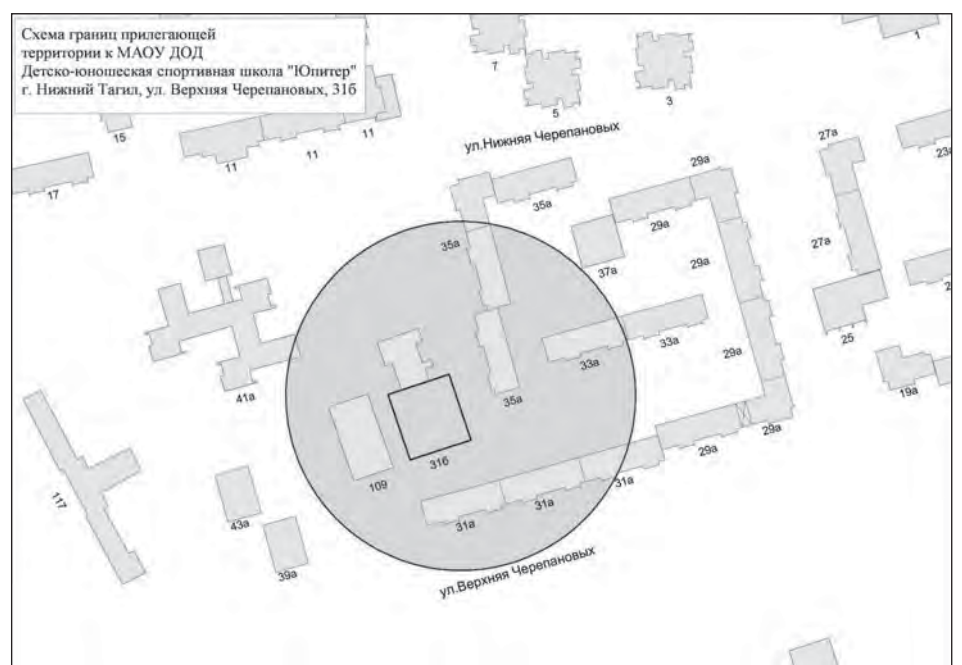 Схема границ прилегающей
территории к МАОУ ДОД
Детско-юношеская спортивная школа "Юпитер"
г. Нижний Тагил, ул. Верхняя Черепановых, 31б
1
7
5
3
15
11
11
11
17
ул.Нижняя Черепановых
27а
23а
29а
35а
29а
35а
37а
29а
27а
25
33а
33а
29а
19а
41а
35а
31б
109
29а
29а
31а
31а
31а
117
43а
39а
ул.Верхняя Черепановых